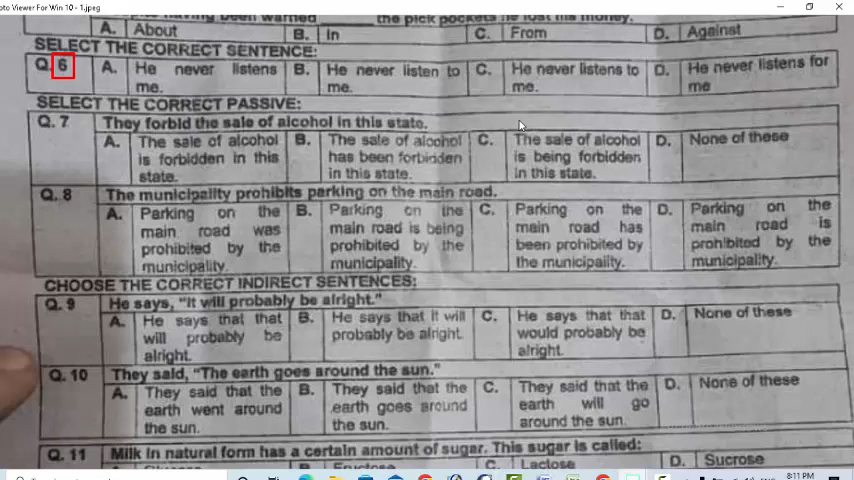 oto Viewer For Win 10 - 1.jpeg
having been warned ______ the pick pockets he lost his money.
A. About B. In C. From D. Against
SELECT THE CORRECT SENTENCE:
Q. 6 A. He never listens B. He never listen to C. He never listens to D. He never listens for
me. me. me. me
SELECT THE CORRECT PASSIVE:
Q. 7 They forbid the sale of alcohol in this state.
A. The sale of alcohol B. The sale of alcohol C. The sale of alcohol D. None of these
is forbidden in this has been forbidden is being forbidden
state. in this state. in this state.
Q. 8 The municipality prohibits parking on the main road.
A. Parking on the B. Parking on the C. Parking on the D. Parking on the
main road was main road is being main road has main road is
prohibited by the prohibited by the been prohibited by prohibited by the
municipality. municipality. the municipality. municipality.
CHOOSE THE CORRECT INDIRECT SENTENCES:
Q. 9 He says, "It will probably be alright."
A. He says that that B. He says that it will C. He says that that D. None of these
will probably be probably be alright. would probably be
alright. alright.
Q. 10 They said, "The earth goes around the sun."
A. They said that the B. They said that the C. They said that the D. None of these
earth went around earth goes around earth will go
the sun. the sun. around the sun.
Q. 11 Milk in natural form has a certain amount of sugar. This sugar is called:
B. Fructose C. Lactose D. Sucrose
8:11 PM